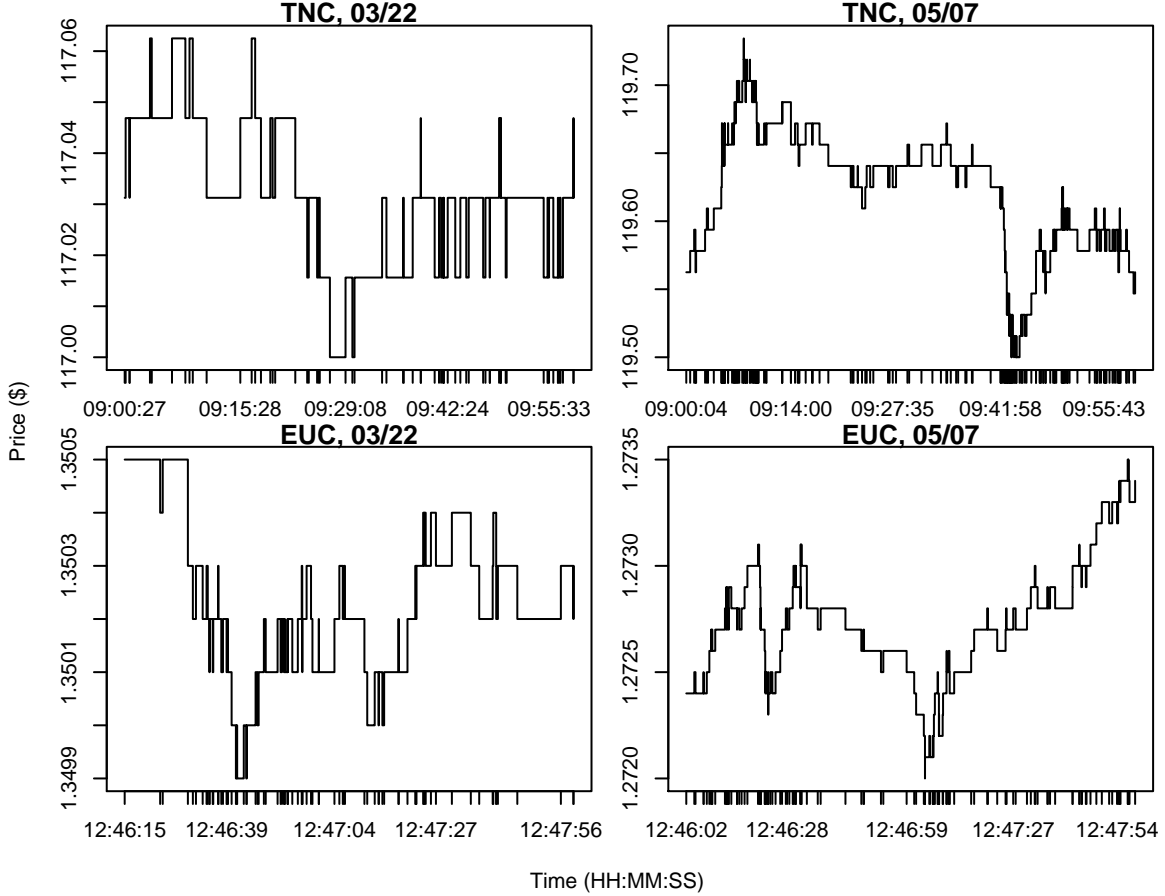 TNC, 03/22
117.06
117.04
117.02
117.00
09:00:27 09:15:28 09:29:08 09:42:24 09:55:33
TNC, 05/07
119.70
119.60
119.50
09:00:04 09:14:00 09:27:35 09:41:58 09:55:43
Price ($)
EUC, 03/22
1.3505
1.3503
1.3501
1.3499
12:46:15 12:46:39 12:47:04 12:47:27 12:47:56
EUC, 05/07
1.2735
1.2730
1.2725
1.2720
12:46:02 12:46:28 12:46:59 12:47:27 12:47:54
Time (HH:MM:SS)